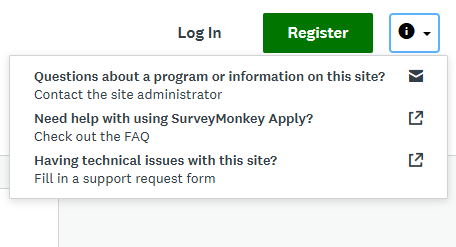 Log In
Register
Questions about a program or information on this site?
Contact the site administrator
Need help with using SurveyMonkey Apply?
Check out the FAQ
Having technical issues with this site?
Fill in a support request form